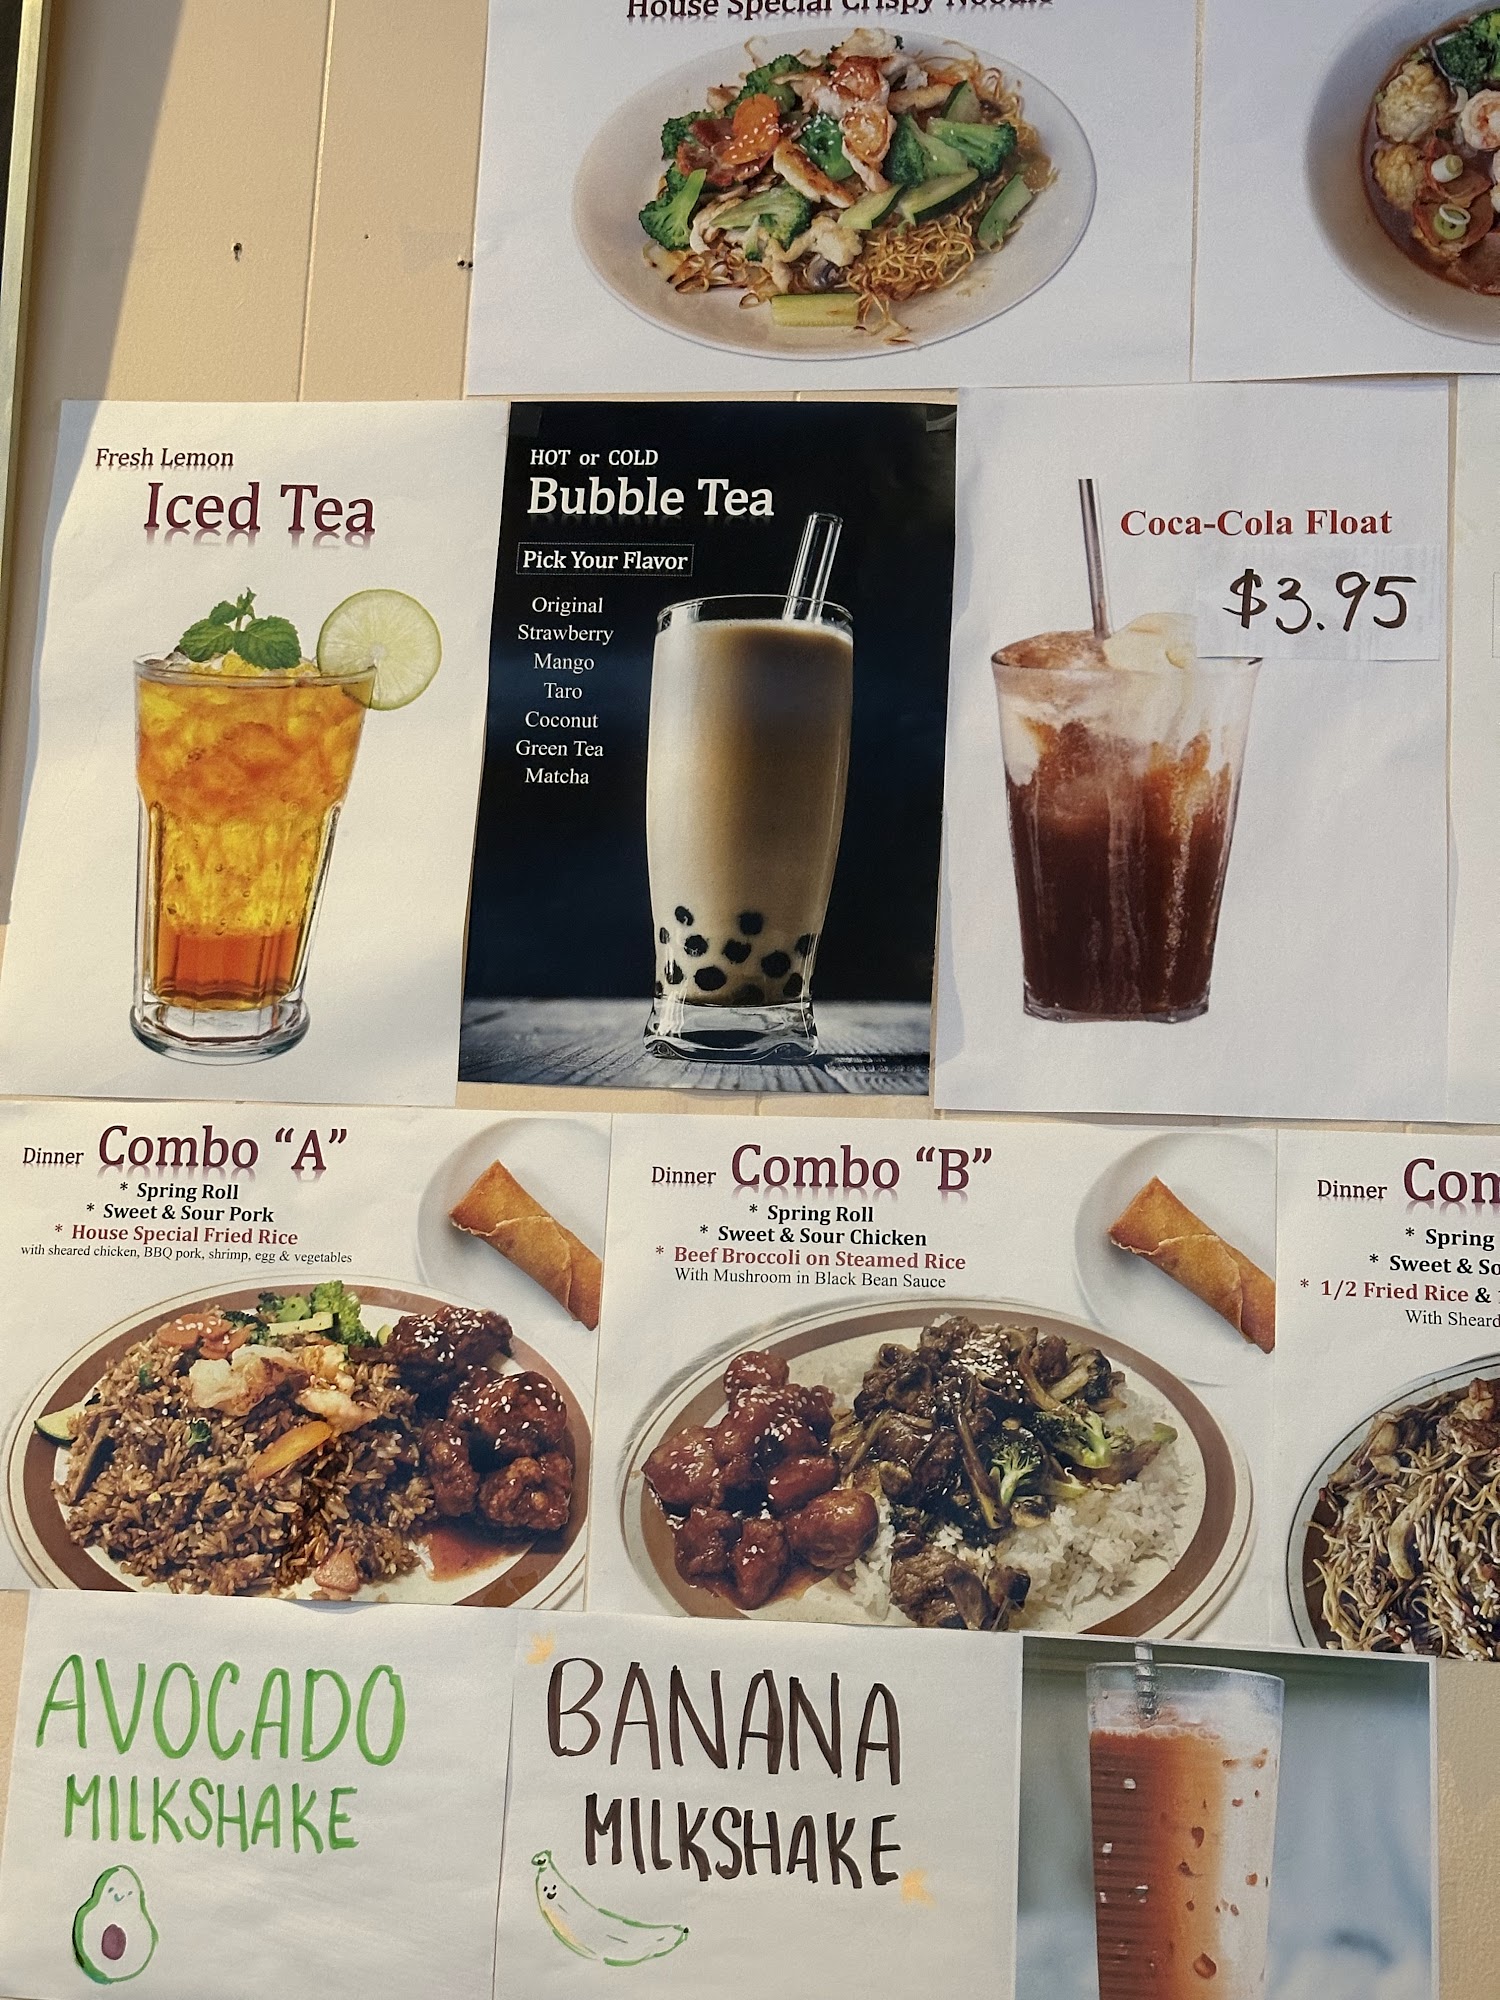 House Special Crispy Noodle
Fresh Lemon
Iced Tea
HOT or COLD
Bubble Tea
Pick Your Flavor
Original
Strawberry
Mango
Taro
Coconut
Green Tea
Matcha
Coca-Cola Float
$3.95
Dinner Combo “A”
* Spring Roll
* Sweet & Sour Pork
* House Special Fried Rice
with sheared chicken, BBQ pork, shrimp, egg & vegetables
Dinner Combo “B”
* Spring Roll
* Sweet & Sour Chicken
* Beef Broccoli on Steamed Rice
With Mushroom in Black Bean Sauce
Dinner
* Spring
* Sweet &
* 1/2 Fried Rice &
With
AVOCADO
MILKSHAKE
BANANA
MILKSHAKE